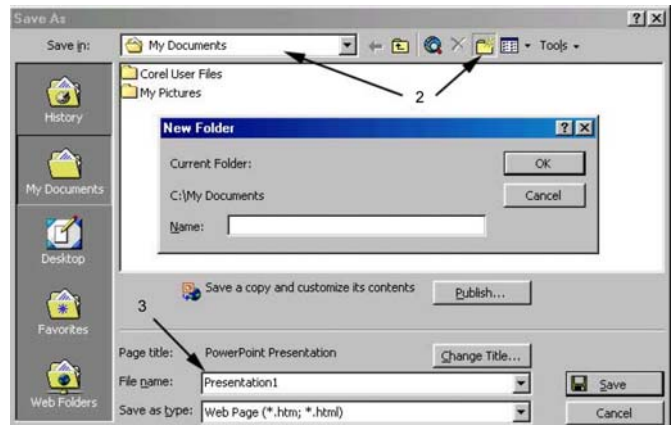 Save As
Save in:
My Documents
Tools
Corel User Files
My Pictures
2
History
New Folder
Current Folder:
OK
C:\My Documents
Cancel
Name:
My Documents
Desktop
Save a copy and customize its contents
Publish...
3
Favorites
Page title: PowerPoint Presentation
Change Title...
File name: Presentation1
Save
Web Folders
Save as type: Web Page (*.htm; *.html)
Cancel